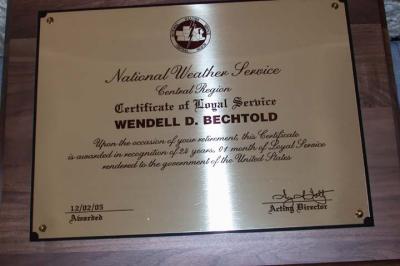 National Weather Service
Central Region
Certificate of Loyal Service
WENDELL D. BECHTOLD
Upon the occasion of your retirement, this Certificate
is awarded in recognition of 24 years, 01 month of Loyal Service
rendered to the government of the United States
12/02/05
Awarded
Acting Director